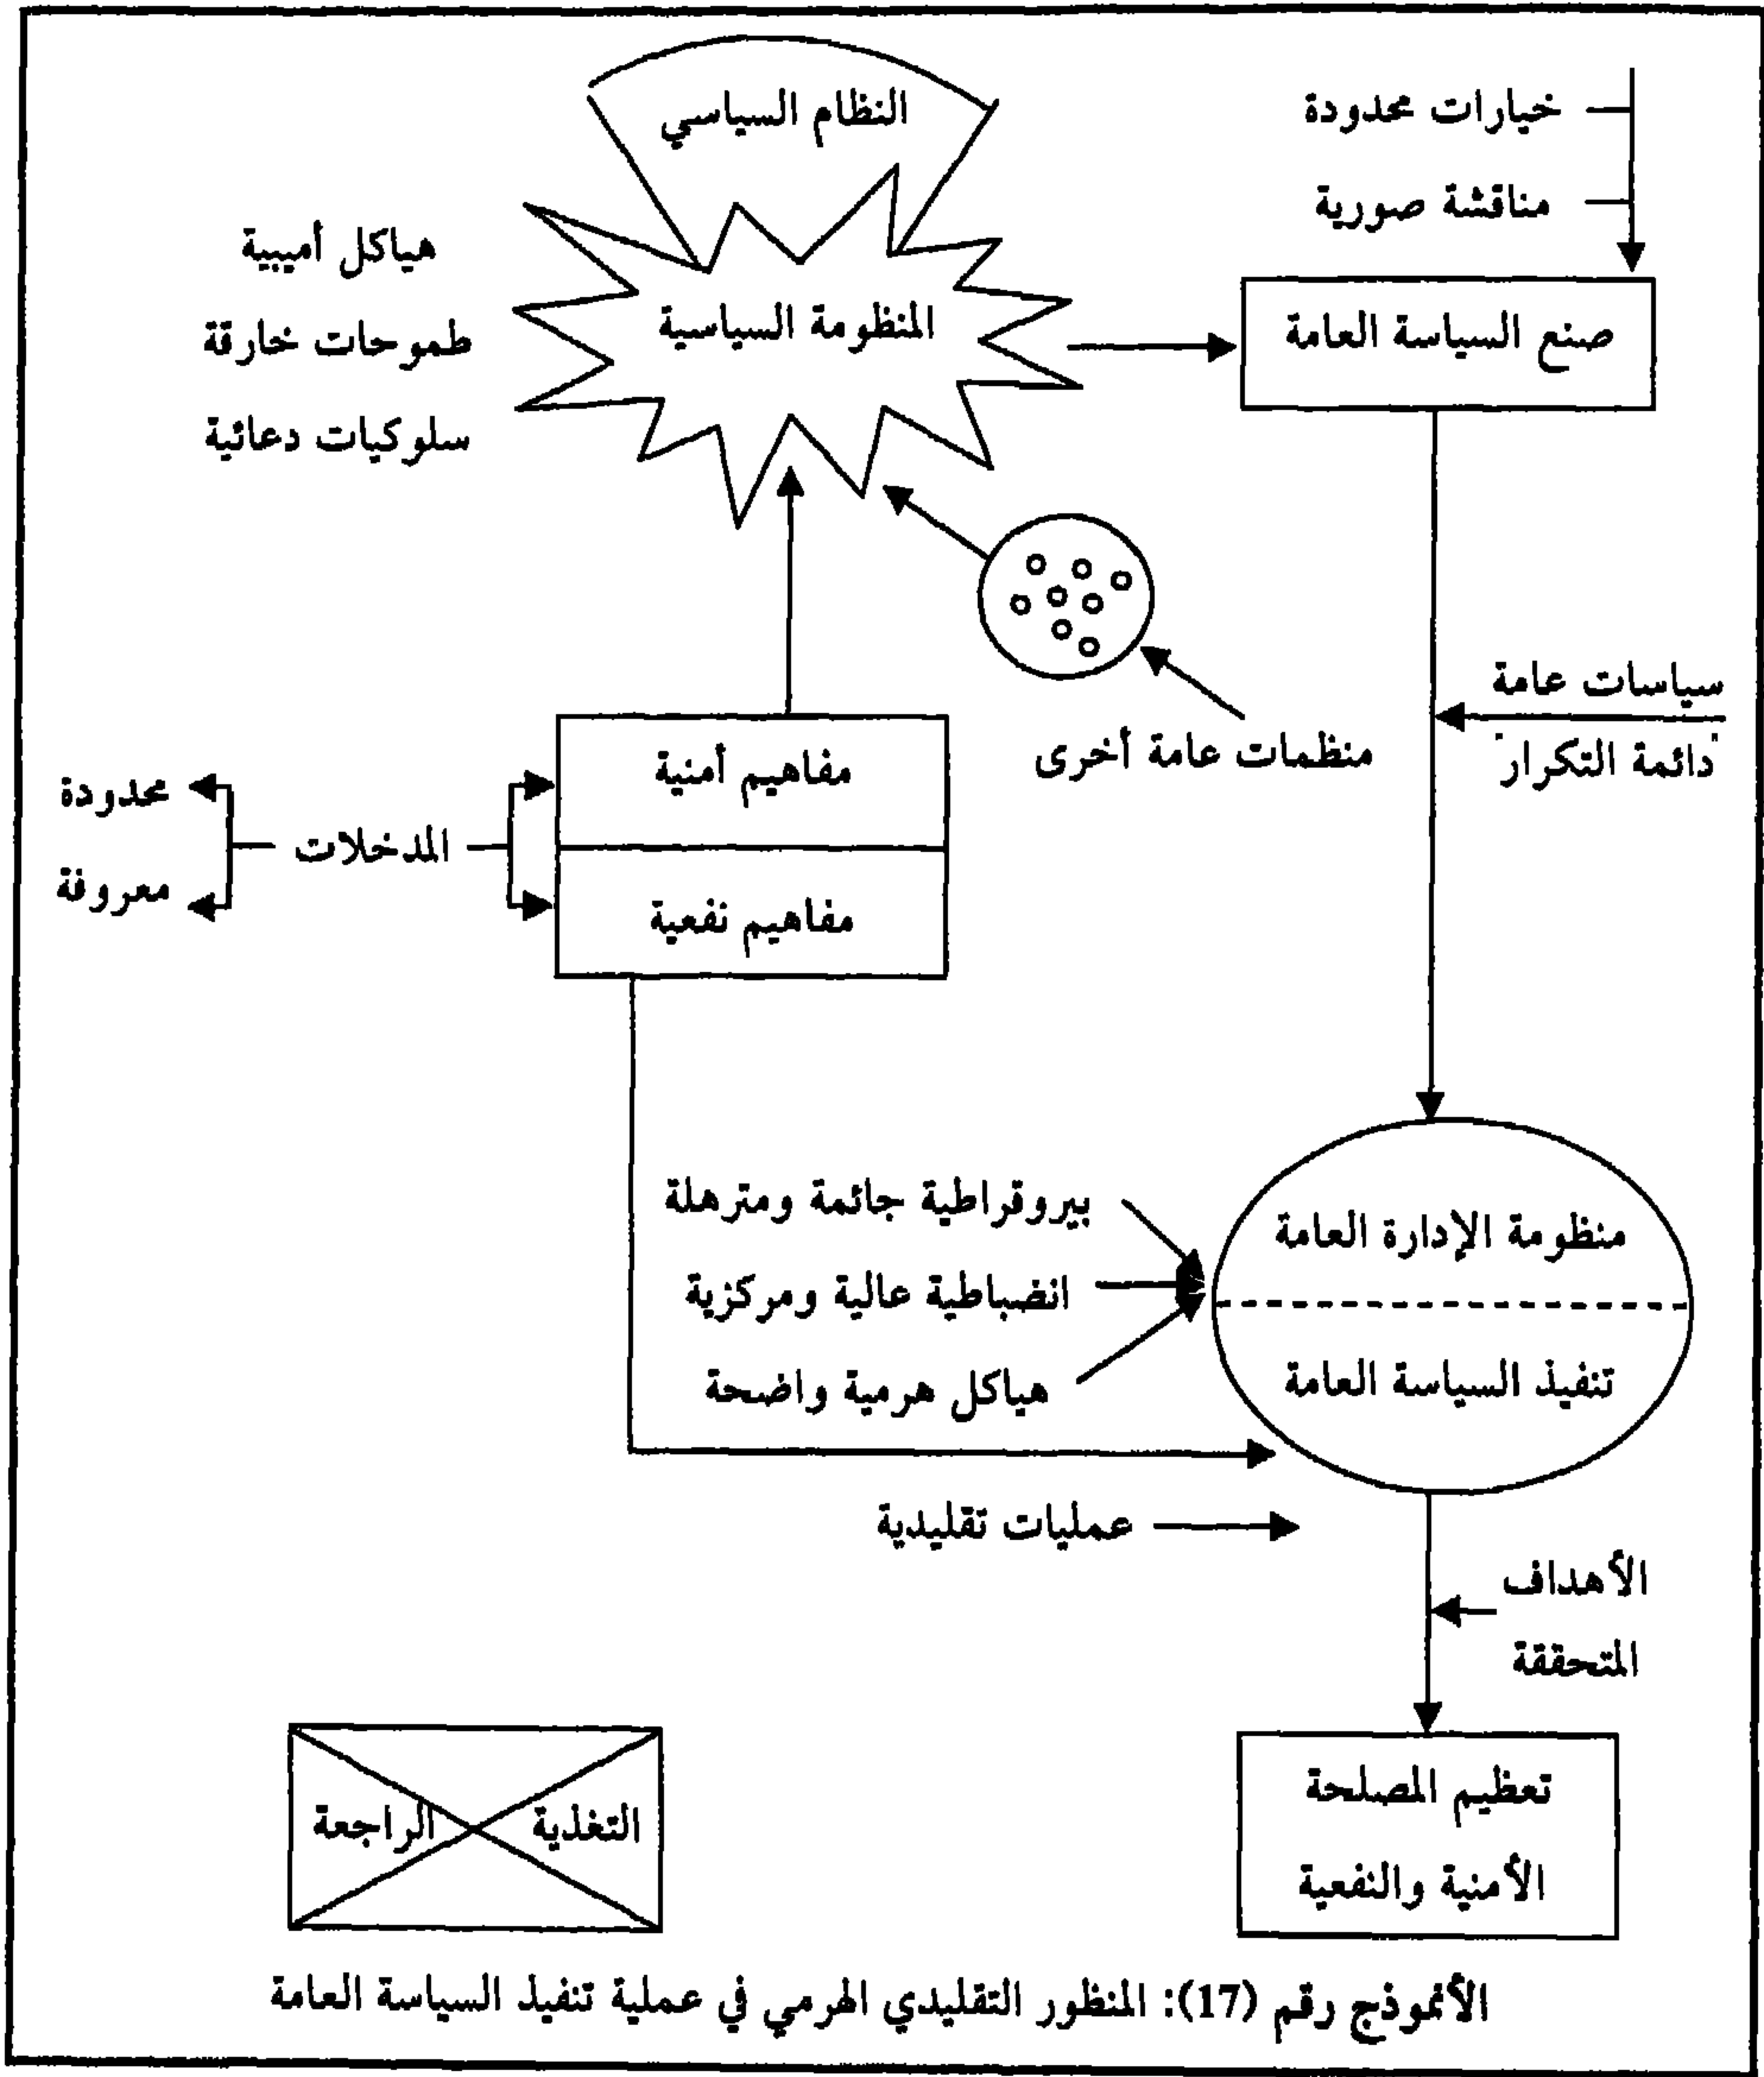 النظام السياسي
خيارات محدودة
مناقشة صورية
هياكل أميبية
طموحات خارقة
سلوكيات دعائية
المنظومة السياسية
صنع السياسة العامة
سياسات عامة
"دائمة التكرار"
منظمات عامة أخرى
مفاهيم أمنية
مفاهيم نفعية
المدخلات
محدودة
معروفة
بيروقراطية جائمة ومترهلة
انضباطية عالية ومركزية
هياكل هرمية واضحة
منظومة الإدارة العامة
تنفيذ السياسة العامة
عمليات تقليدية
الأهداف
المتحققة
تعظيم المصلحة
الأمنية والنفعية
التغذية الراجعة
الأنموذج رقم (17): المنظور التقليدي الهرمي في عملية تنفيذ السياسة العامة